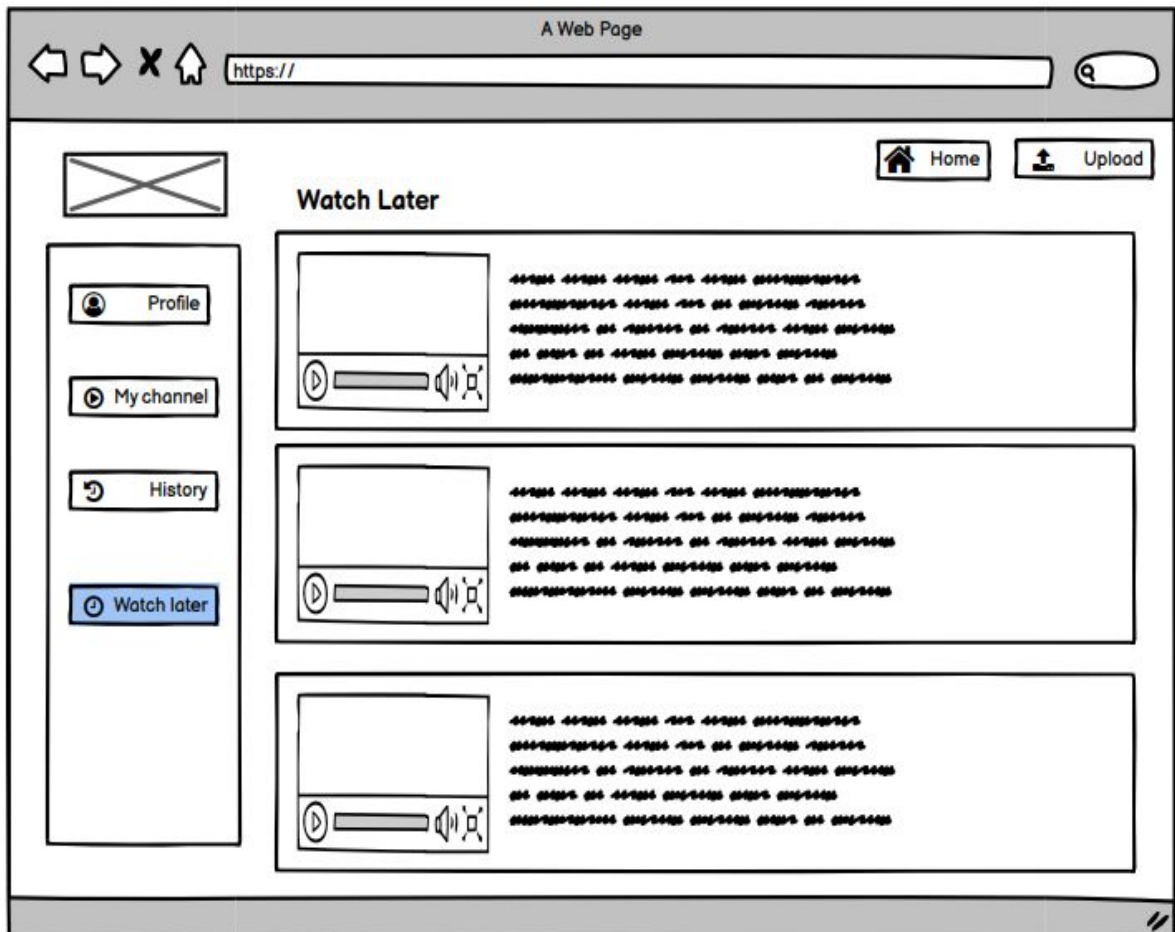 A Web Page
https://
Home
Upload
Watch Later
Profile
My channel
History
Watch later